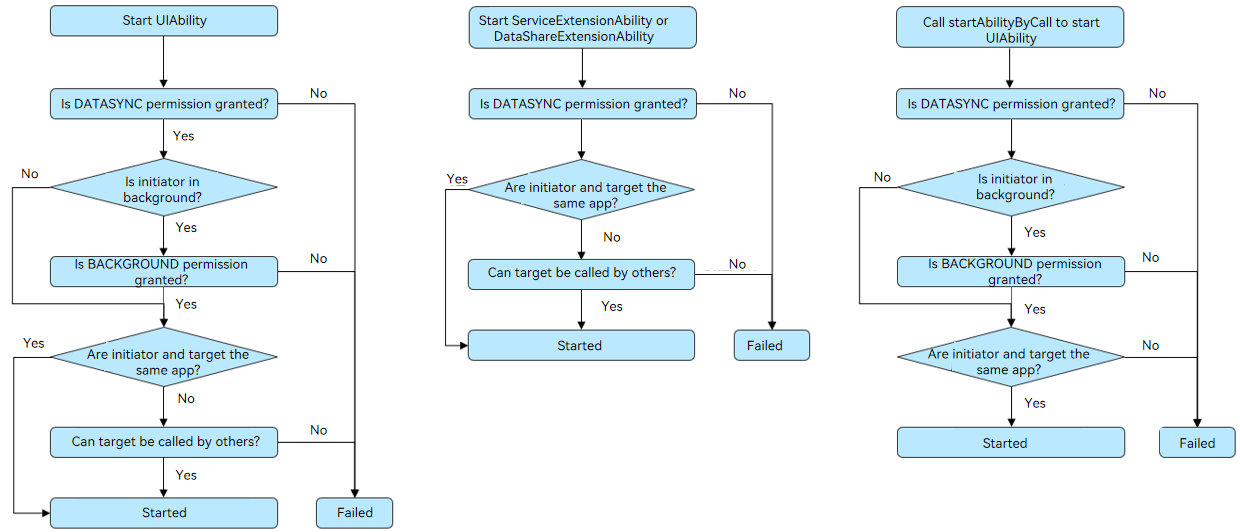 Start UIAbility
Is DATASYNC permission granted?
No
Yes
No
Is initiator in
background?
Yes
Is BACKGROUND permission
granted?
No
Yes
Yes
Are initiator and target the
same app?
No
Can target be called by others?
No
Yes
Started
Failed
Start ServiceExtensionAbility or
DataShareExtensionAbility
Is DATASYNC permission granted?
No
Yes
Are initiator and target the
same app?
No
Can target be called by others?
No
Yes
Started
Failed
Call startAbilityByCall to start
UIAbility
Is DATASYNC permission granted?
No
No
Is initiator in
background?
Yes
Is BACKGROUND permission
granted?
No
Yes
Are initiator and target the
same app?
No
Yes
Started
Failed